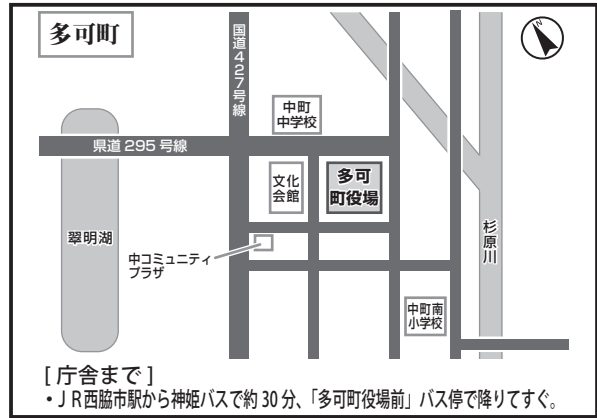 多可町
N
国道427号線
中町
中学校
県道295号線
文化
会館
多可
町役場
翠明湖
杉原川
中コミュニティ
プラザ
中町南
小学校
[庁舎まで]
・JR西脇市駅から神姫バスで約30分、「多可町役場前」バス停で降りてすぐ。